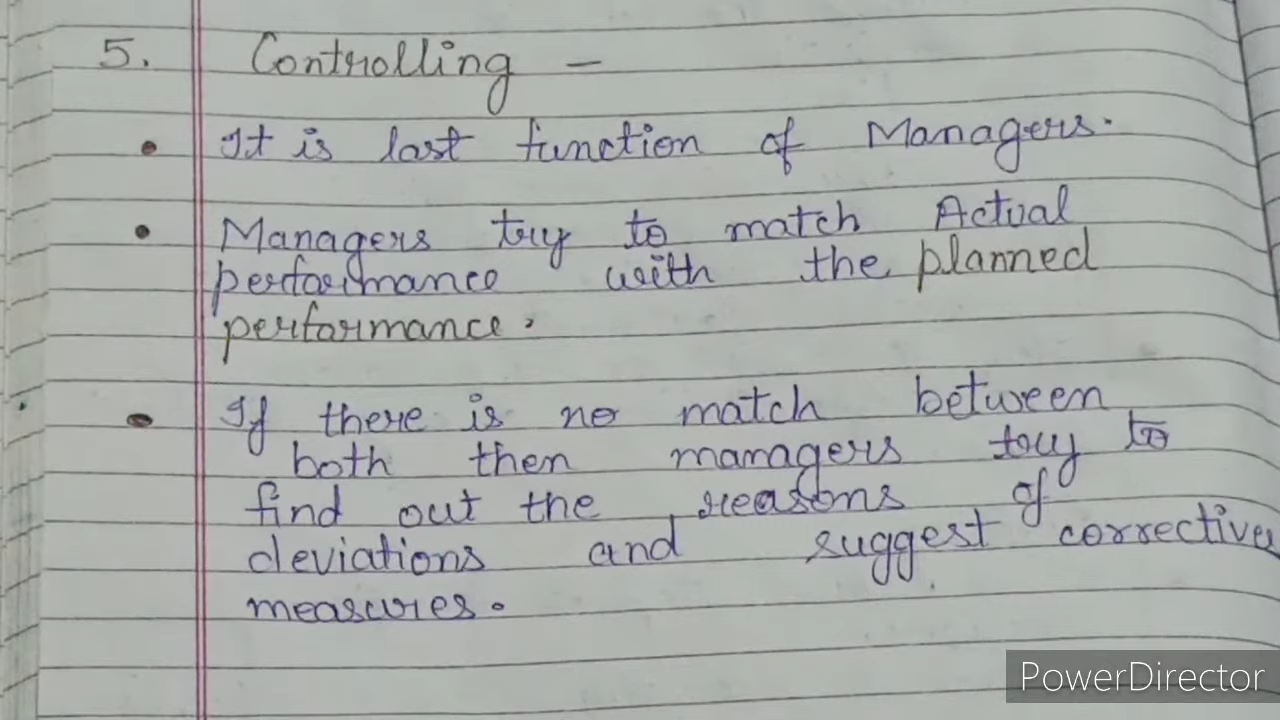 5. Controlling –
• It is last function of Managers.
• Managers try to match Actual
performance with the planned
performance.
• If there is no match between
both then managers try to
find out the reasons of
deviations and suggest corrective
measures.
PowerDirector